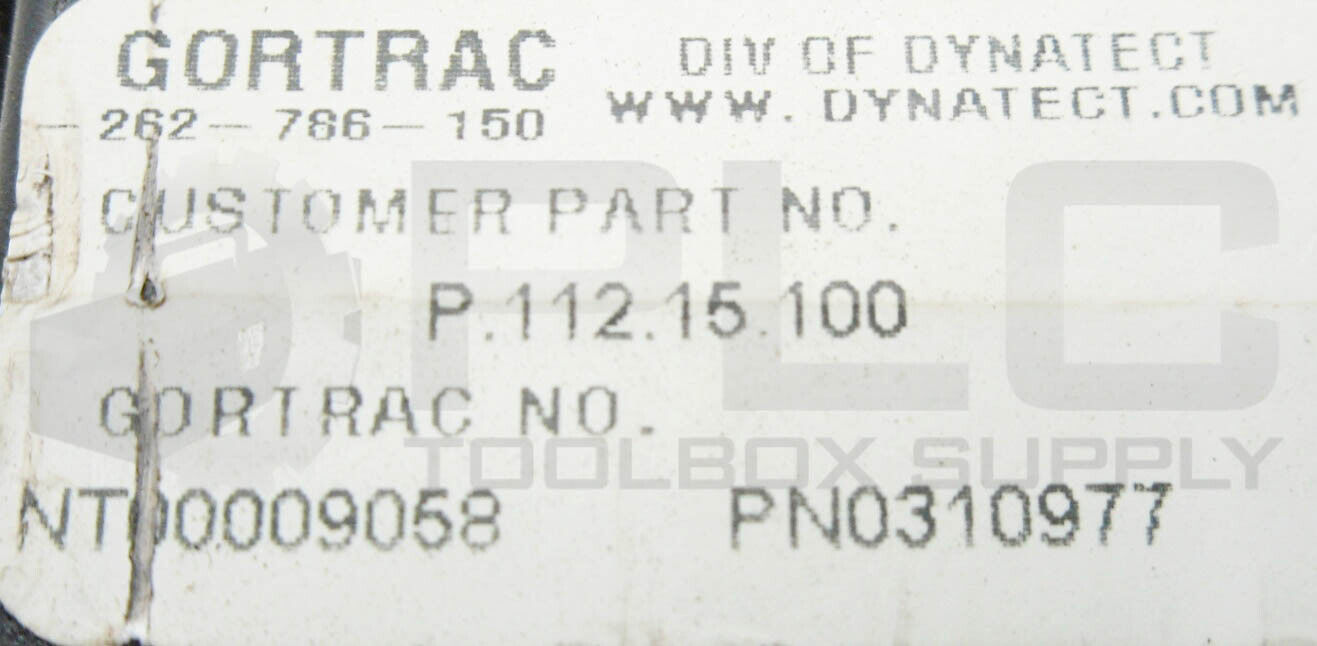 GORTRAC DIV OF DYNATECT
262-786-150 WWW.DYNATECT.COM
CUSTOMER PART NO.
P.112.15.100
GORTRAC NO.
NT00009058 PN0310977
PLC
TOOLBOX SUPPLY